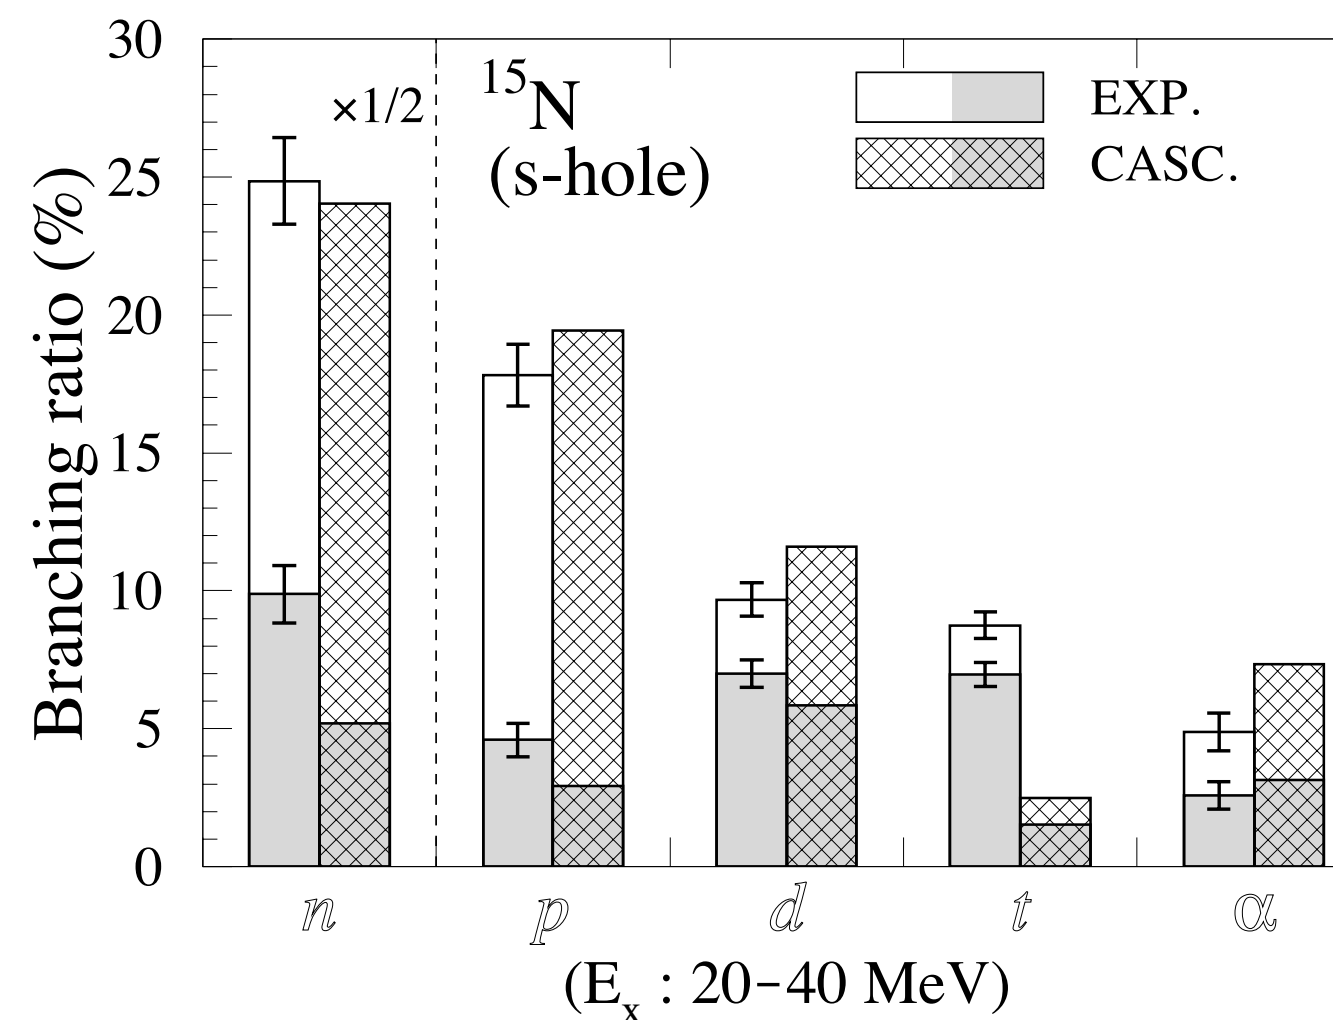 30
25
20
15
10
5
0
Branching ratio (%)
×1/2
¹⁵N
(s-hole)
EXP.
CASC.
n p d t α
(Eₓ : 20-40 MeV)